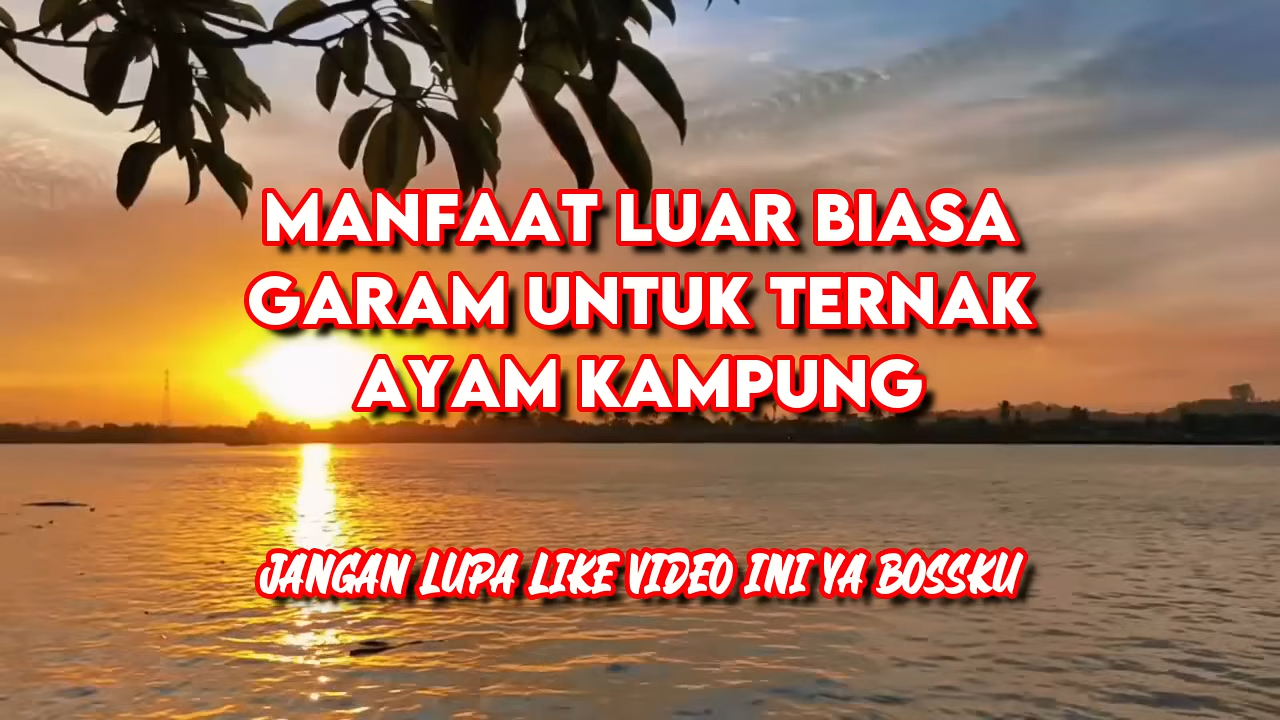 MANFAAT LUAR BIASA
GARAM UNTUK TERNAK
AYAM KAMPUNG
JANGAN LUPA LIKE VIDEO INI YA BOSSKU